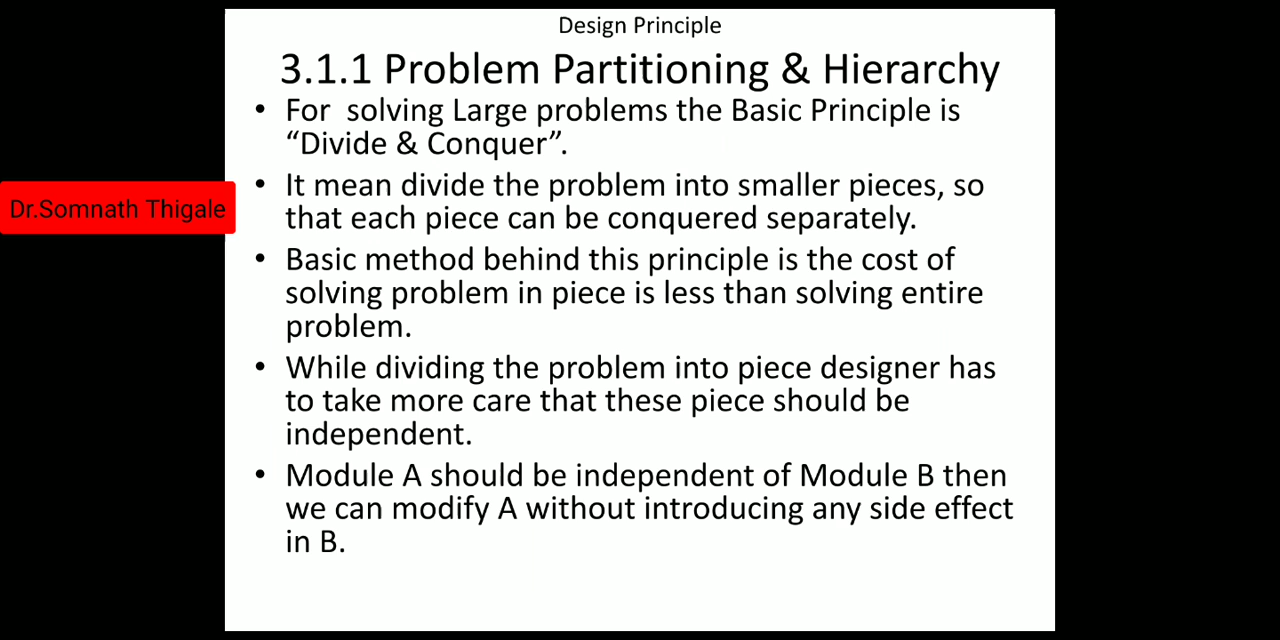 Design Principle
3.1.1 Problem Partitioning & Hierarchy
• For solving Large problems the Basic Principle is
“Divide & Conquer”.
• It mean divide the problem into smaller pieces, so
that each piece can be conquered separately.
Dr.Somnath Thigale
• Basic method behind this principle is the cost of
solving problem in piece is less than solving entire
problem.
• While dividing the problem into piece designer has
to take more care that these piece should be
independent.
• Module A should be independent of Module B then
we can modify A without introducing any side effect
in B.